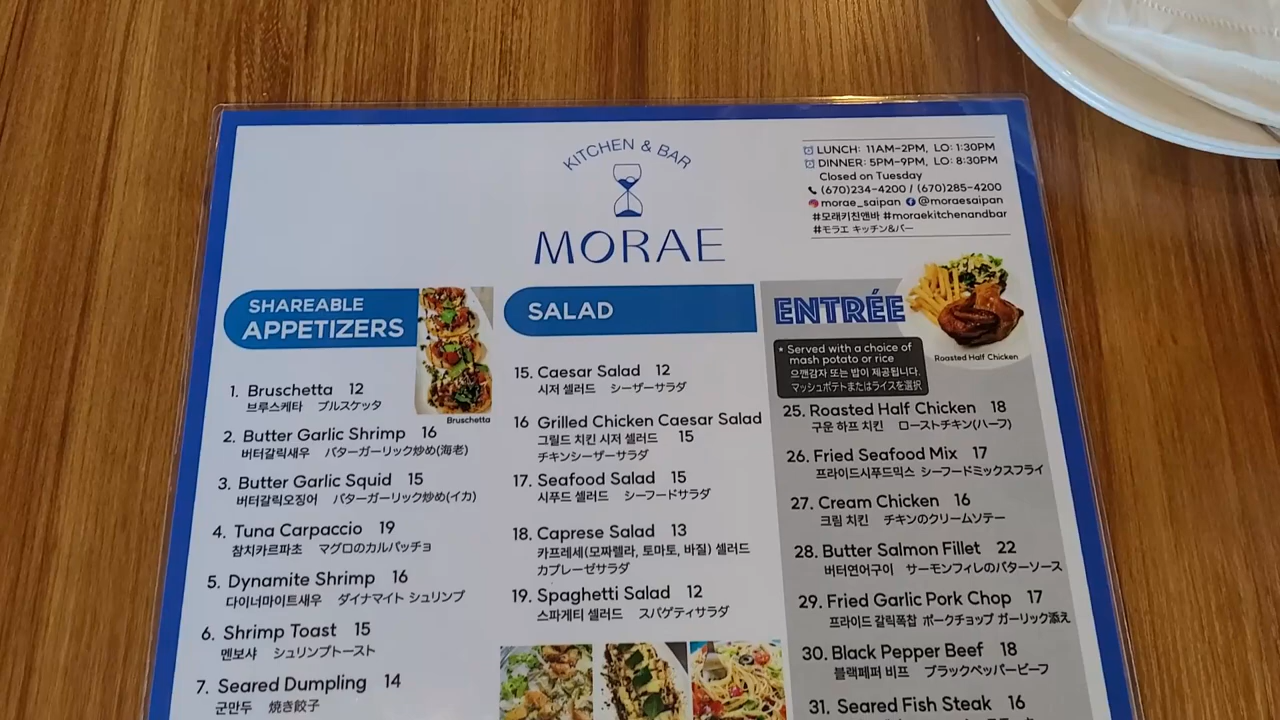 KITCHEN & BAR
MORAE
LUNCH: 11AM-2PM, LO: 1:30PM
DINNER: 5PM-9PM, LO: 8:30PM
Closed on Tuesday
(670)234-4200 / (670)285-4200
morae_saipan @moraesaipan
#모래키친앤바 #moraekitchenandbar
#モラエ キッチン&バー
SHAREABLE
APPETIZERS
Bruschetta
1. Bruschetta 12
브루스케타 ブルスケッタ
2. Butter Garlic Shrimp 16
버터갈릭새우 バターガーリック炒め(海老)
3. Butter Garlic Squid 15
버터갈릭오징어 バターガーリック炒め(イカ)
4. Tuna Carpaccio 19
참치카르파초 マグロのカルパッチョ
5. Dynamite Shrimp 16
다이너마이트새우 ダイナマイト シュリンプ
6. Shrimp Toast 15
멘보샤 シュリンプトースト
7. Seared Dumpling 14
군만두 焼き餃子
SALAD
15. Caesar Salad 12
시저 셀러드 シーザーサラダ
16 Grilled Chicken Caesar Salad
그릴드 치킨 시저 셀러드 15
チキンシーザーサラダ
17. Seafood Salad 15
시푸드 셀러드 シーフードサラダ
18. Caprese Salad 13
카프레세(모짜렐라, 토마토, 바질) 셀러드
カプレーゼサラダ
19. Spaghetti Salad 12
스파게티 셀러드 スパゲティサラダ
ENTRÉE
Roasted Half Chicken
* Served with a choice of
mash potato or rice
으깬감자 또는 밥이 제공됩니다.
マッシュポテトまたはライスを選択
25. Roasted Half Chicken 18
구운 하프 치킨 ローストチキン(ハーフ)
26. Fried Seafood Mix 17
프라이드시푸드믹스 シーフードミックスフライ
27. Cream Chicken 16
크림 치킨 チキンのクリームソテー
28. Butter Salmon Fillet 22
버터연어구이 サーモンフィレのバターソース
29. Fried Garlic Pork Chop 17
프라이드 갈릭폭찹 ポークチョップ ガーリック添え
30. Black Pepper Beef 18
블랙페퍼 비프 ブラックペッパービーフ
31. Seared Fish Steak 16